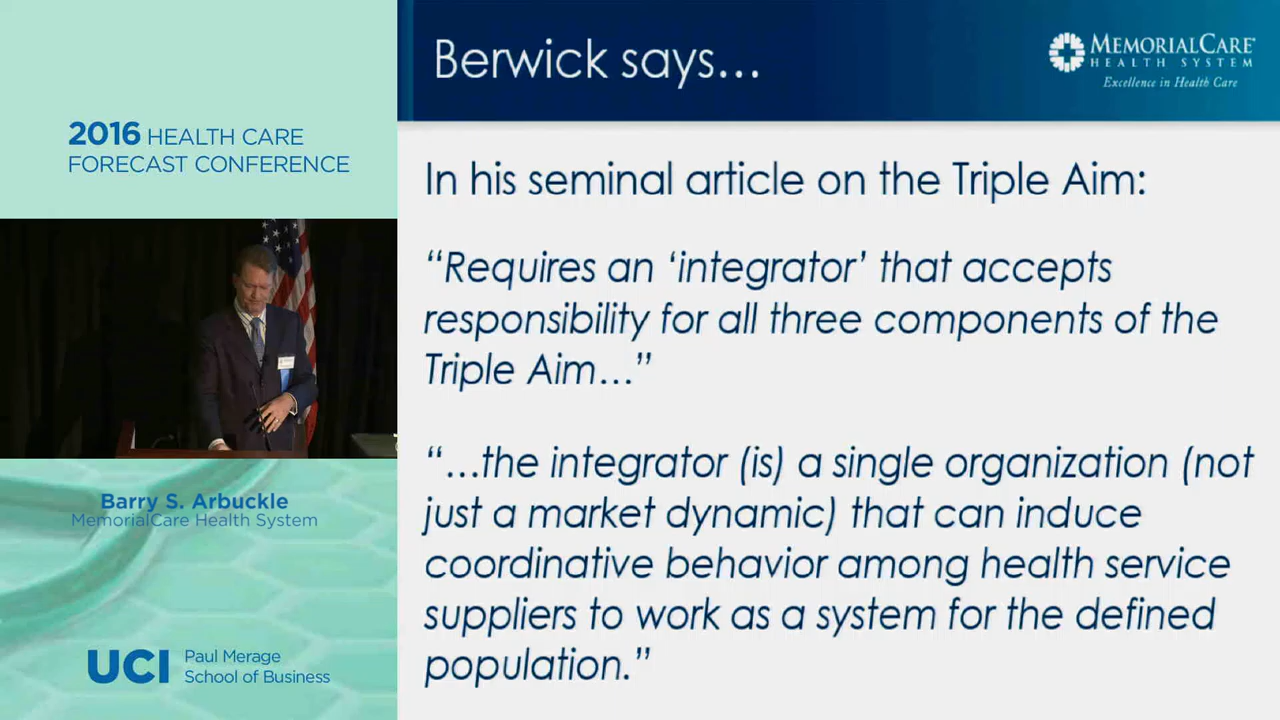 2016 HEALTH CARE
FORECAST CONFERENCE
Barry S. Arbuckle
MemorialCare Health System
UCI Paul Merage
School of Business
Berwick says...
MEMORIALCARE
HEALTH SYSTEM
Excellence in Health Care
In his seminal article on the Triple Aim:
“Requires an ‘integrator’ that accepts
responsibility for all three components of the
Triple Aim…”
“…the integrator (is) a single organization (not
just a market dynamic) that can induce
coordinative behavior among health service
suppliers to work as a system for the defined
population.”